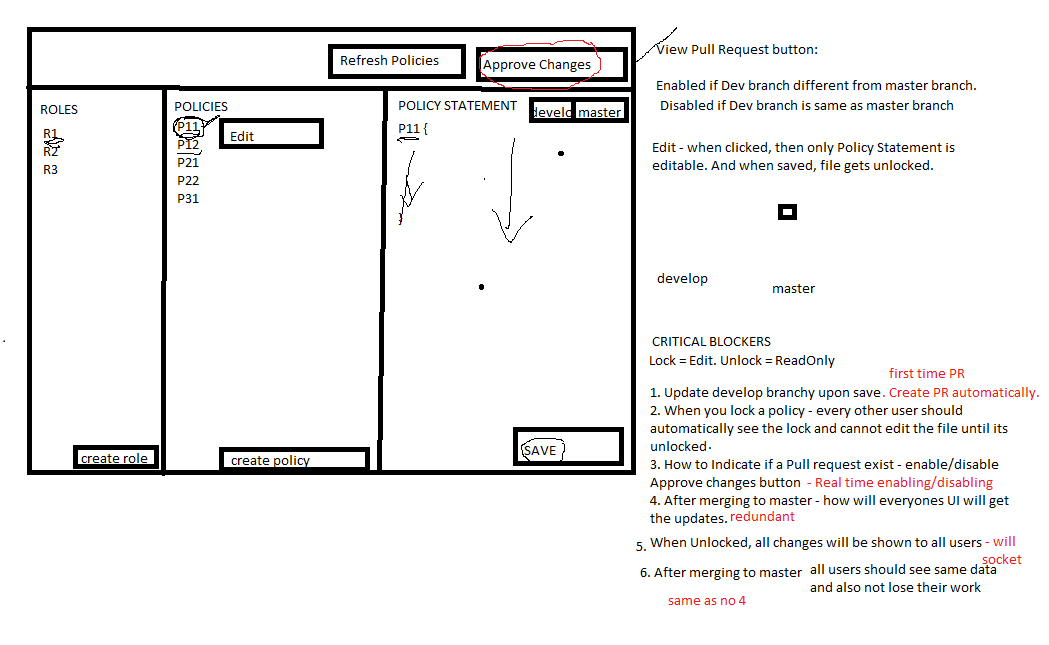 Refresh Policies
Approve Changes
ROLES
R1
R2
R3
POLICIES
P11
P12
P21
P22
P31
Edit
POLICY STATEMENT
develo
master
P11 {
}
create role
create policy
SAVE
View Pull Request button:
Enabled if Dev branch different from master branch.
Disabled if Dev branch is same as master branch
Edit - when clicked, then only Policy Statement is
editable. And when saved, file gets unlocked.
develop
master
CRITICAL BLOCKERS
Lock = Edit. Unlock = ReadOnly
first time PR
1. Update develop branchy upon save. Create PR automatically.
2. When you lock a policy - every other user should
automatically see the lock and cannot edit the file until its
unlocked.
3. How to Indicate if a Pull request exist - enable/disable
Approve changes button - Real time enabling/disabling
4. After merging to master - how will everyones UI will get
the updates. redundant
5. When Unlocked, all changes will be shown to all users - will
socket
6. After merging to master all users should see same data
and also not lose their work
same as no 4